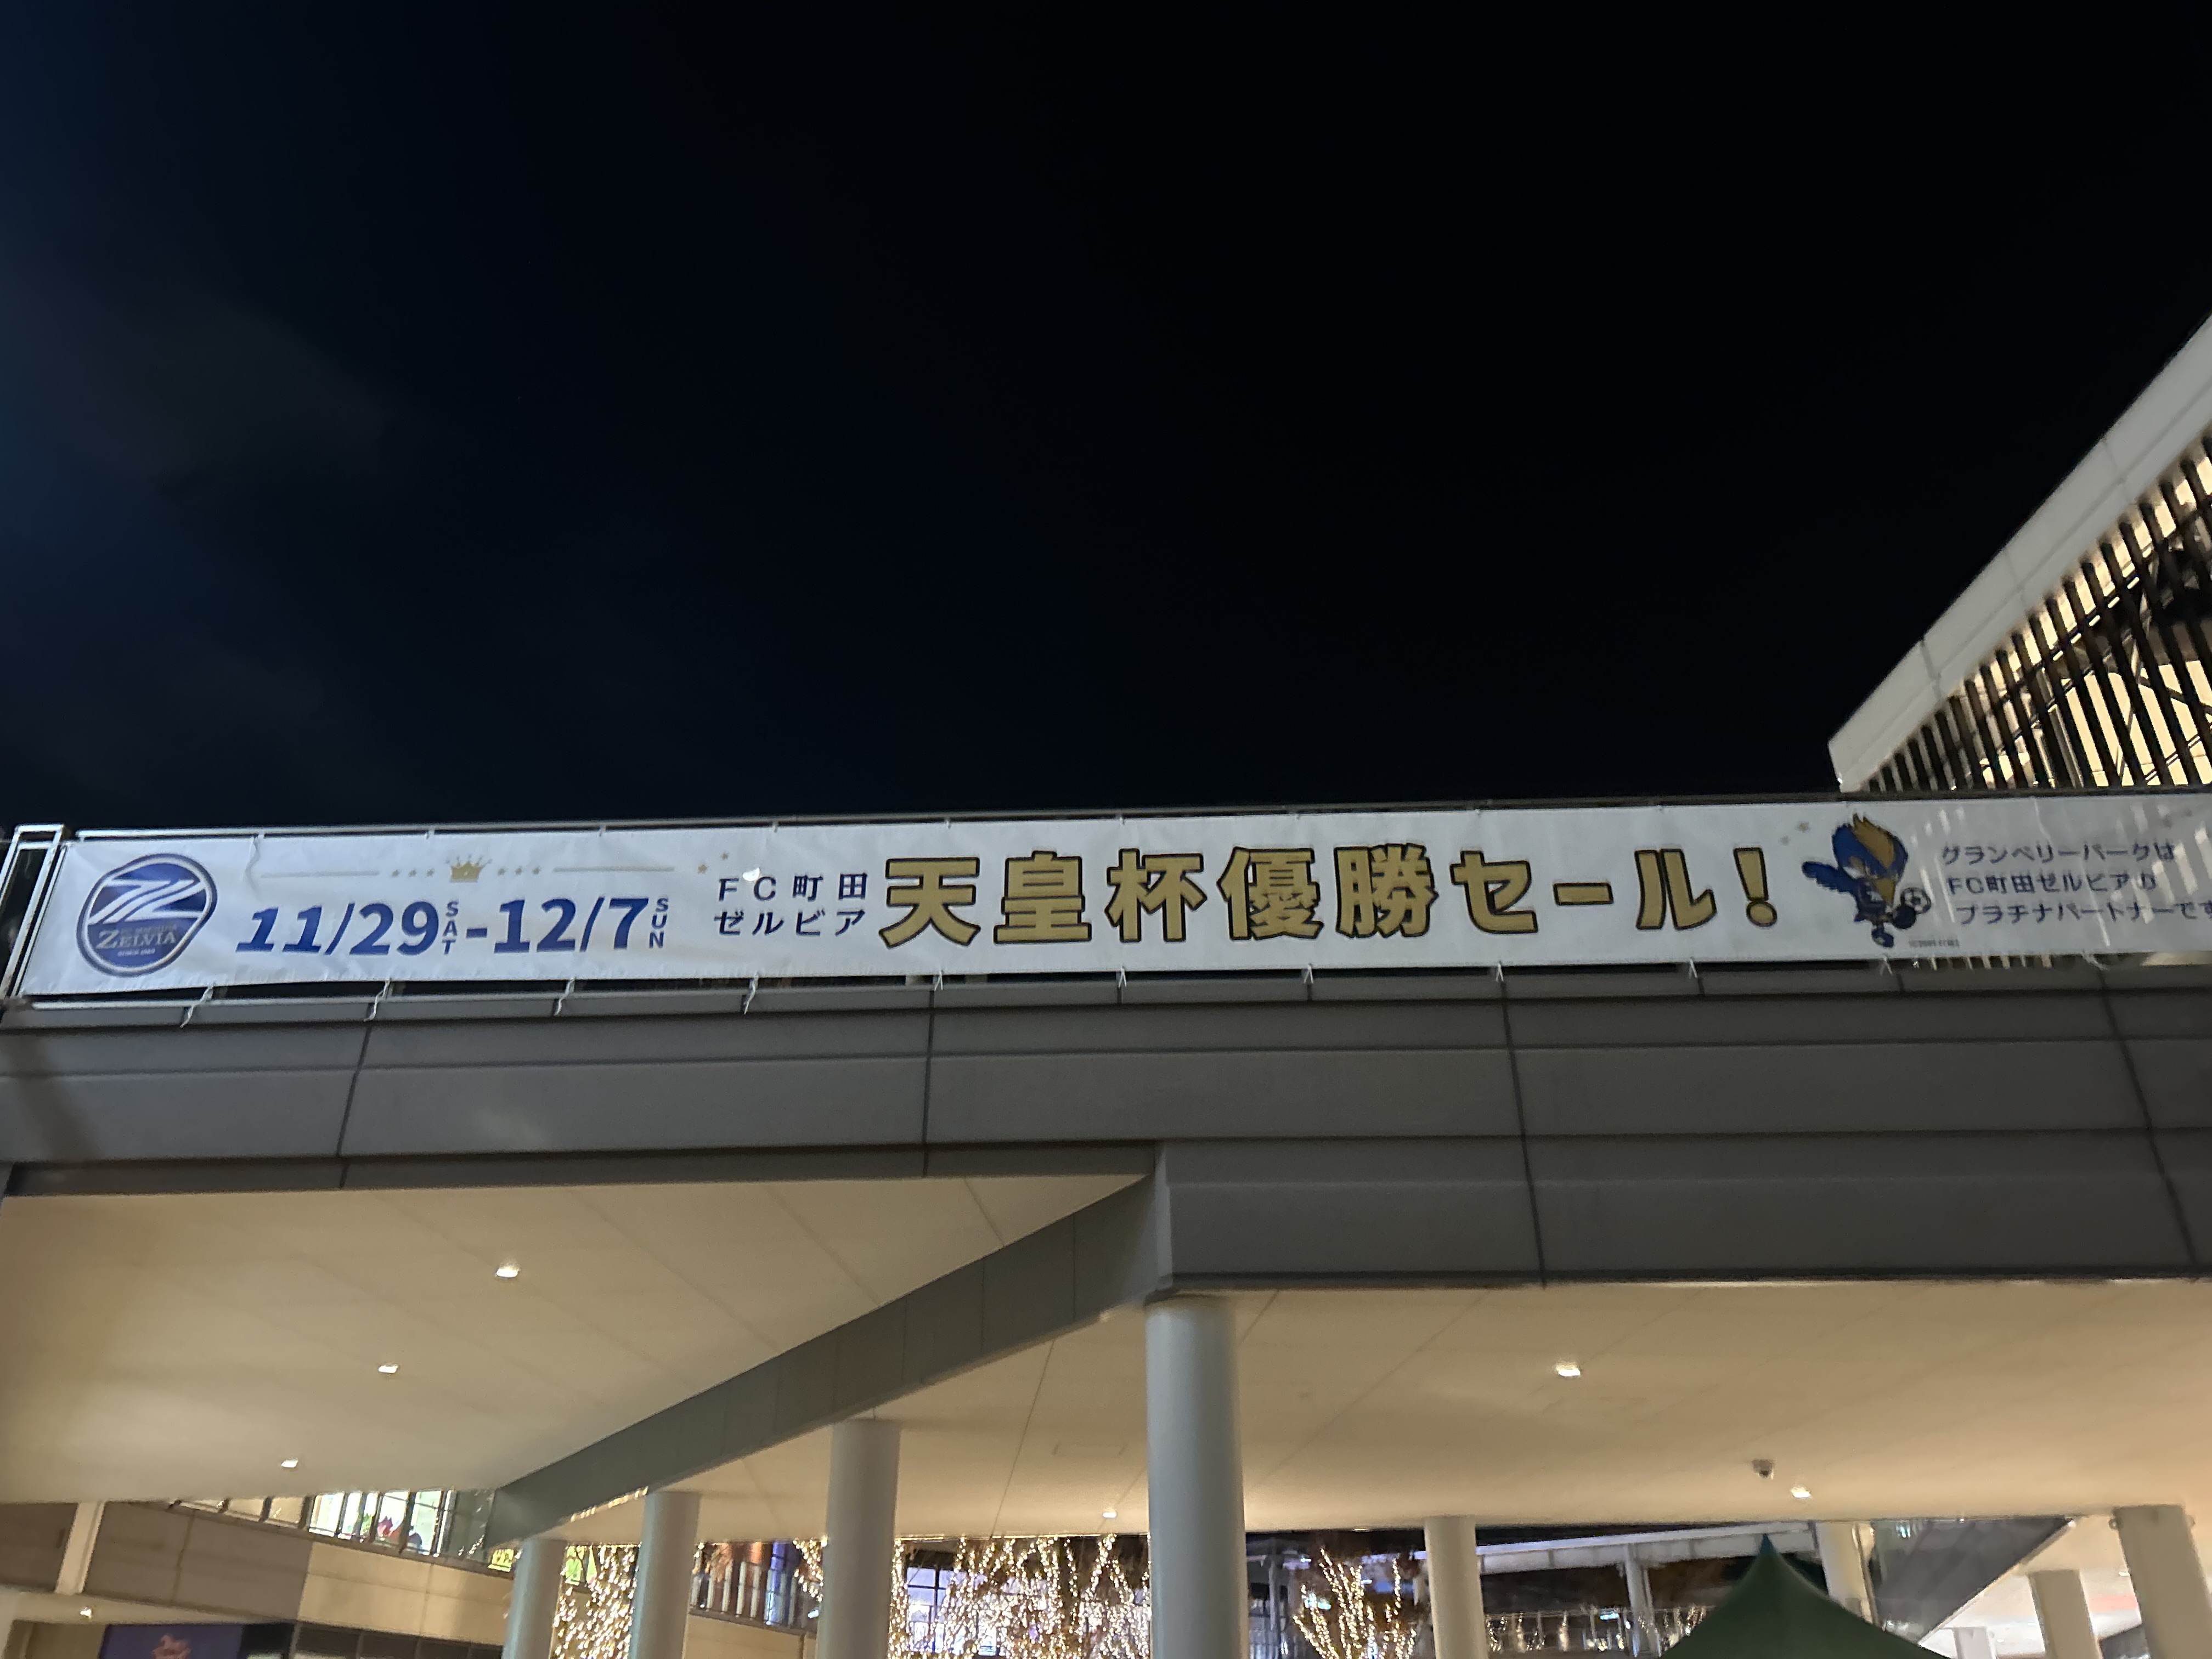 ZELVIA
11/29 SAT-12/7 SUN
FC町田
ゼルビア
天皇杯優勝セール!
グランベリーパークは
FC町田ゼルビアの
プラチナパートナーです